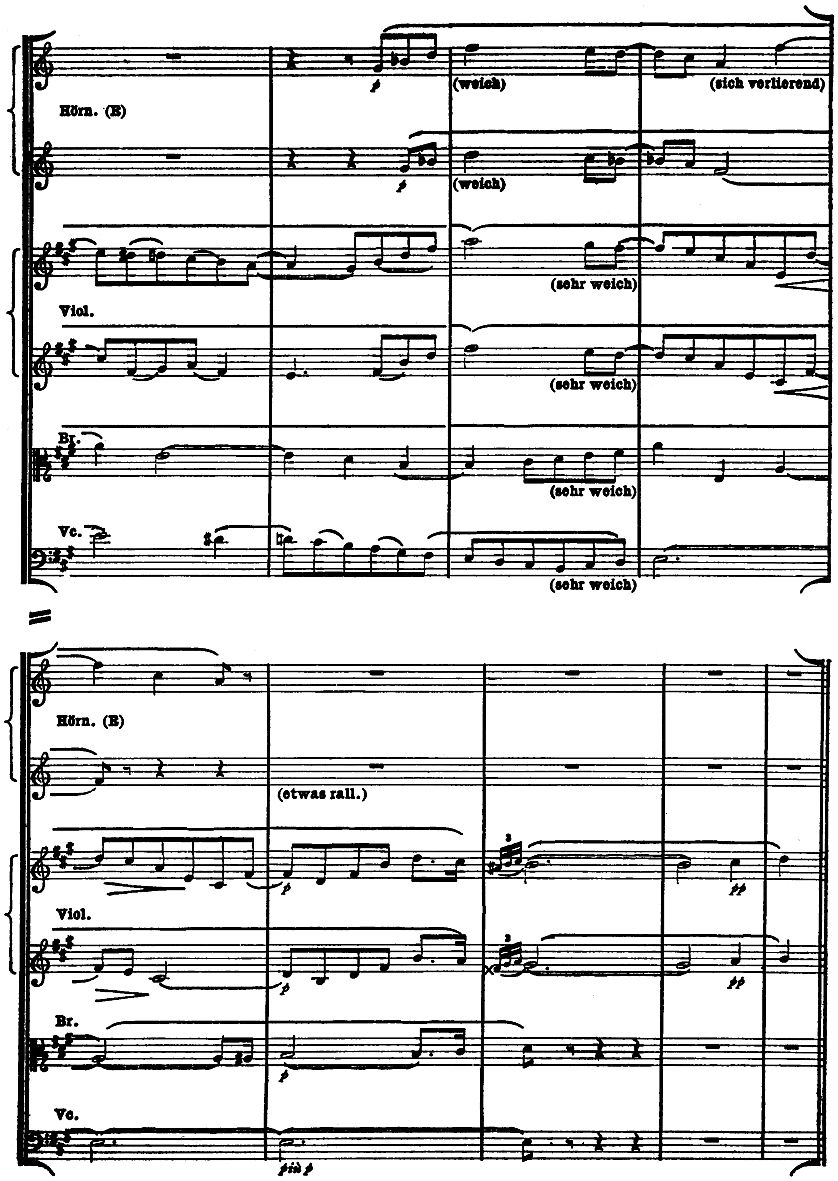 Hörn. (E)
p
(weich)
(sich verlierend)
p
(weich)
(sehr weich)
Viol.
(sehr weich)
Br.
(sehr weich)
Vc.
(sehr weich)
Hörn. (E)
(etwas rall.)
3
p
pp
Viol.
3
p
pp
Br.
p
Vc.
più p